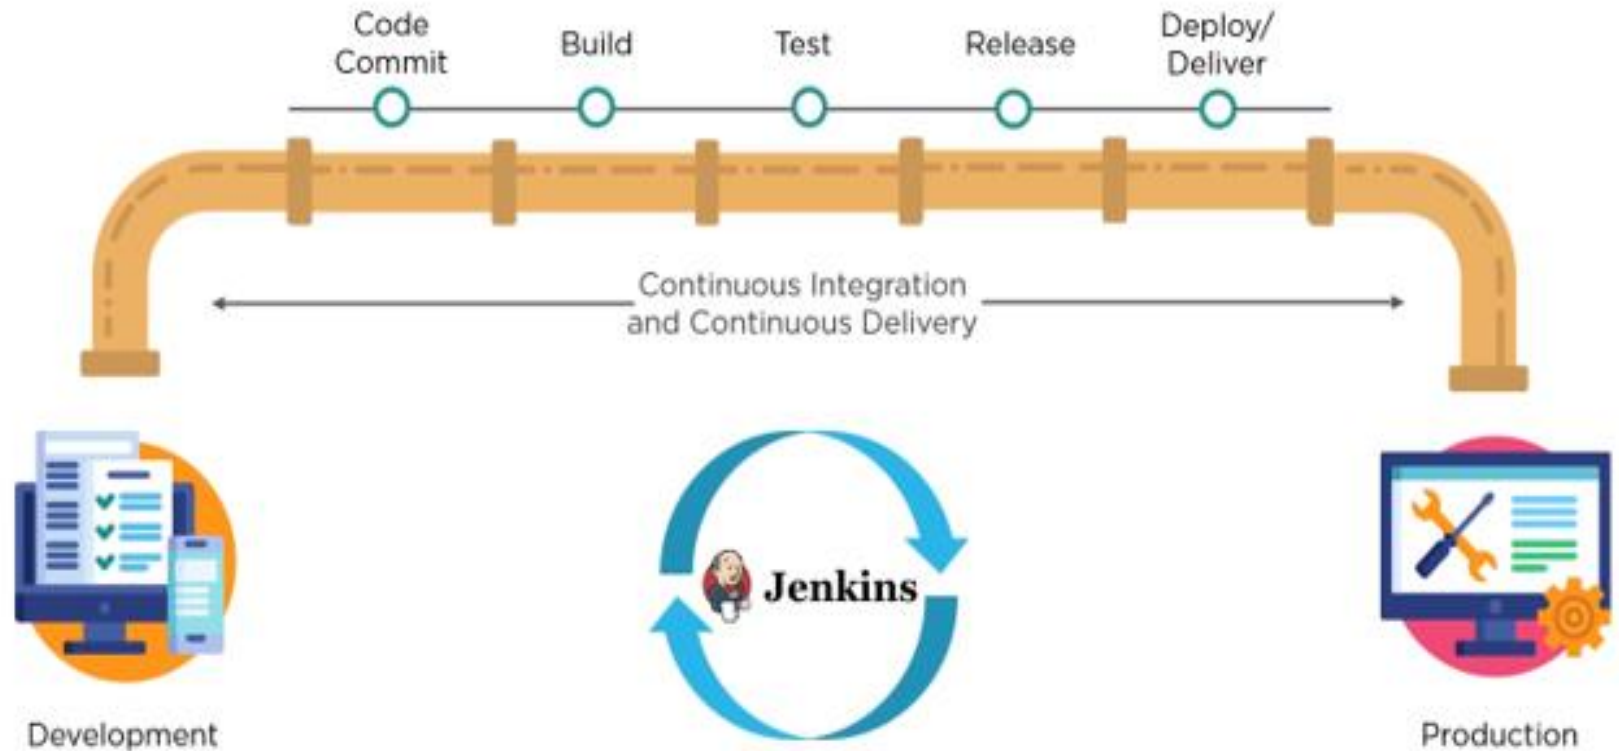 Code
Commit
Build
Test
Release
Deploy/
Deliver
Continuous Integration
and Continuous Delivery
Jenkins
Development
Production